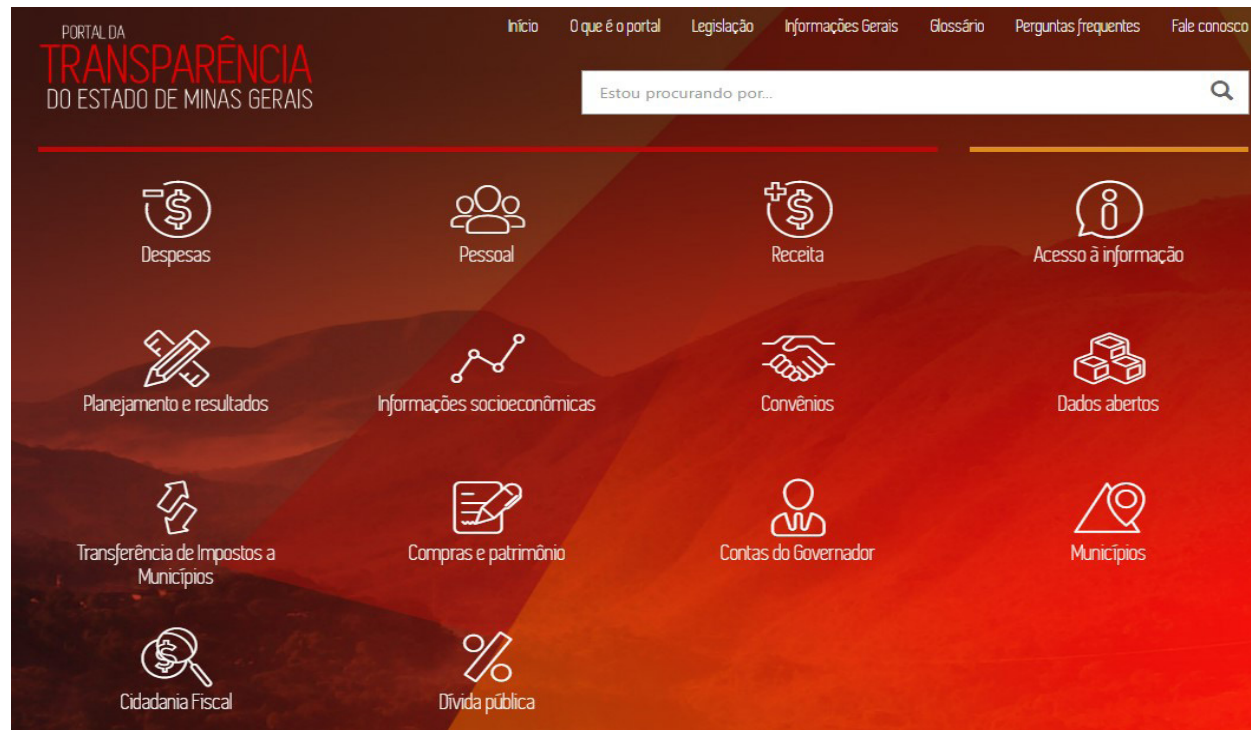 PORTAL DA
TRANSPARÊNCIA
DO ESTADO DE MINAS GERAIS
Início O que é o portal Legislação Informações Gerais Glossário Perguntas frequentes Fale conosco
Estou procurando por...
Despesas Pessoal Receita Acesso à informação
Planejamento e resultados Informações socioeconômicas Convênios Dados abertos
Transferência de Impostos a
Municípios
Compras e patrimônio Contas do Governador Municípios
Cidadania Fiscal Dívida pública